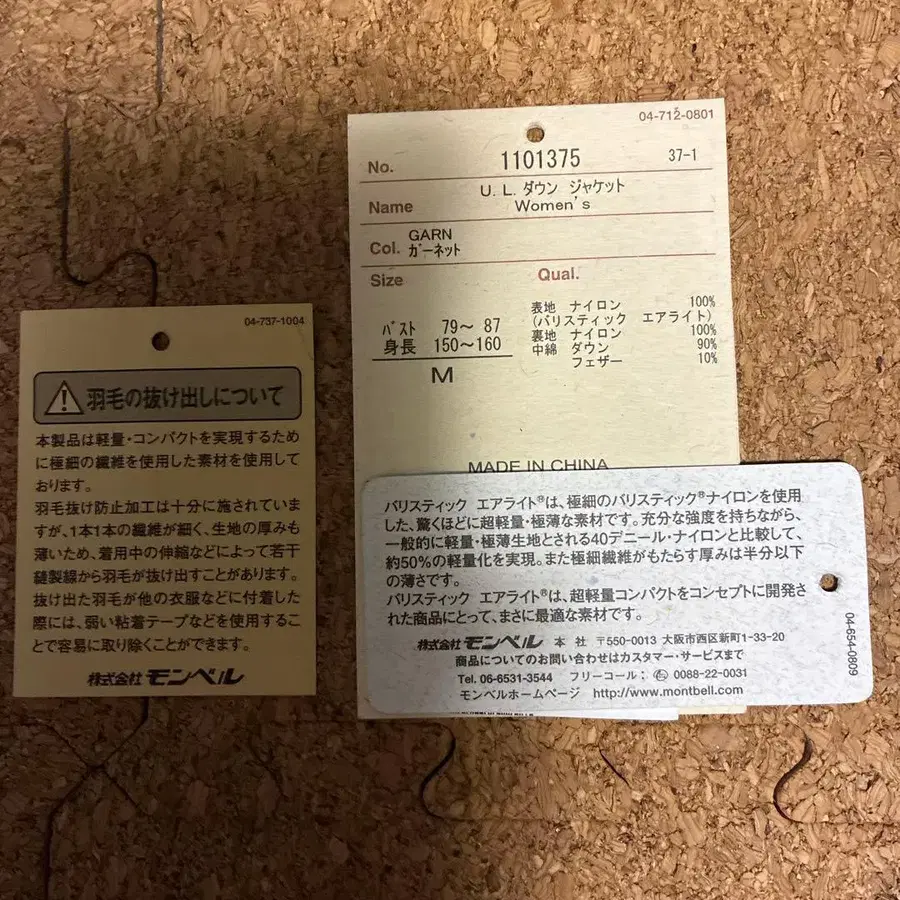 04-737-1004
羽毛の抜け出しについて
本製品は軽量・コンパクトを実現するため
に極細の繊維を使用した素材を使用して
おります。
羽毛抜け防止加工は十分に施されていま
すが、1本1本の繊維が細く、生地の厚みも
薄いため、着用中の伸縮などによって若干
縫製線から羽毛が抜け出すことがあります。
抜け出た羽毛が他の衣服などに付着した
際には、弱い粘着テープなどを使用するこ
とで容易に取り除くことができます。
株式会社 モンベル
04-712-0801
No. 1101375 37-1
Name U. L. ダウン ジャケット
Women's
Col. GARN
ガーネット
Size Qual.
バスト 79～ 87
身長 150～160
M
表地 ナイロン 100%
(バリスティック エアライト)
裏地 ナイロン 100%
中綿 ダウン 90%
フェザー 10%
MADE IN CHINA
バリスティック エアライト®は、極細のバリスティック®ナイロンを使用
した、驚くほどに超軽量・極薄な素材です。充分な強度を持ちながら、
一般的に軽量・極薄生地とされる40デニール・ナイロンと比較して、
約50%の軽量化を実現。また極細繊維がもたらす厚みは半分以下
の薄さです。
バリスティック エアライト®は、超軽量コンパクトをコンセプトに開発さ
れた商品にとって、まさに最適な素材です。
株式会社 モンベル 本 社 〒550-0013 大阪市西区新町1-33-20
商品についてのお問い合わせはカスタマー・サービスまで
Tel. 06-6531-3544 フリーコール: 0088-22-0031
モンベルホームページ http://www.montbell.com
04-654-0809